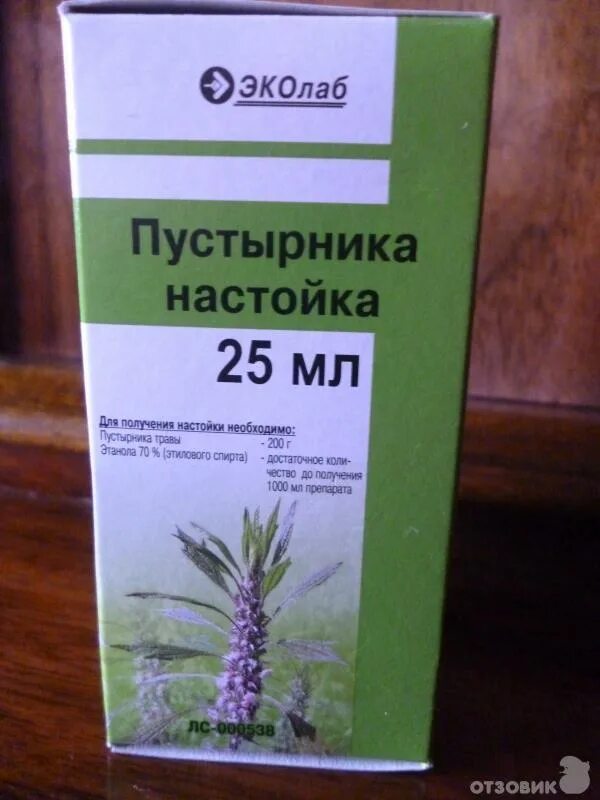 ЭКОлаб
Пустырника
настойка
25 мл
Для получения настойки необходимо:
Пустырника травы - 200 г
Этанола 70 % (этилового спирта) - достаточное коли-
чество до получения
1000 мл препарата
ЛС-000538
ОТЗОВИК